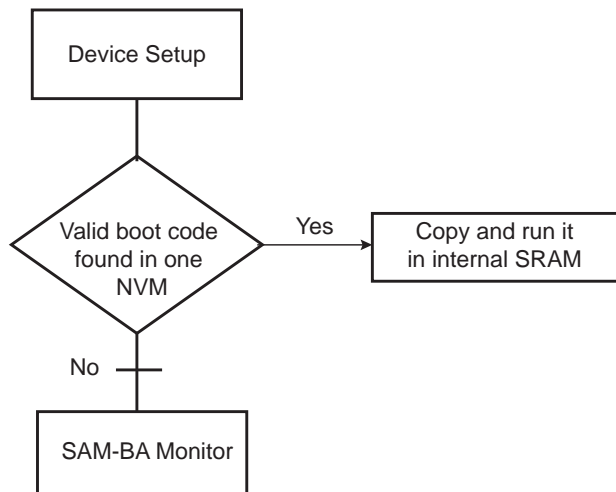 Device Setup
Valid boot code
found in one
NVM
Yes
Copy and run it
in internal SRAM
No
SAM-BA Monitor